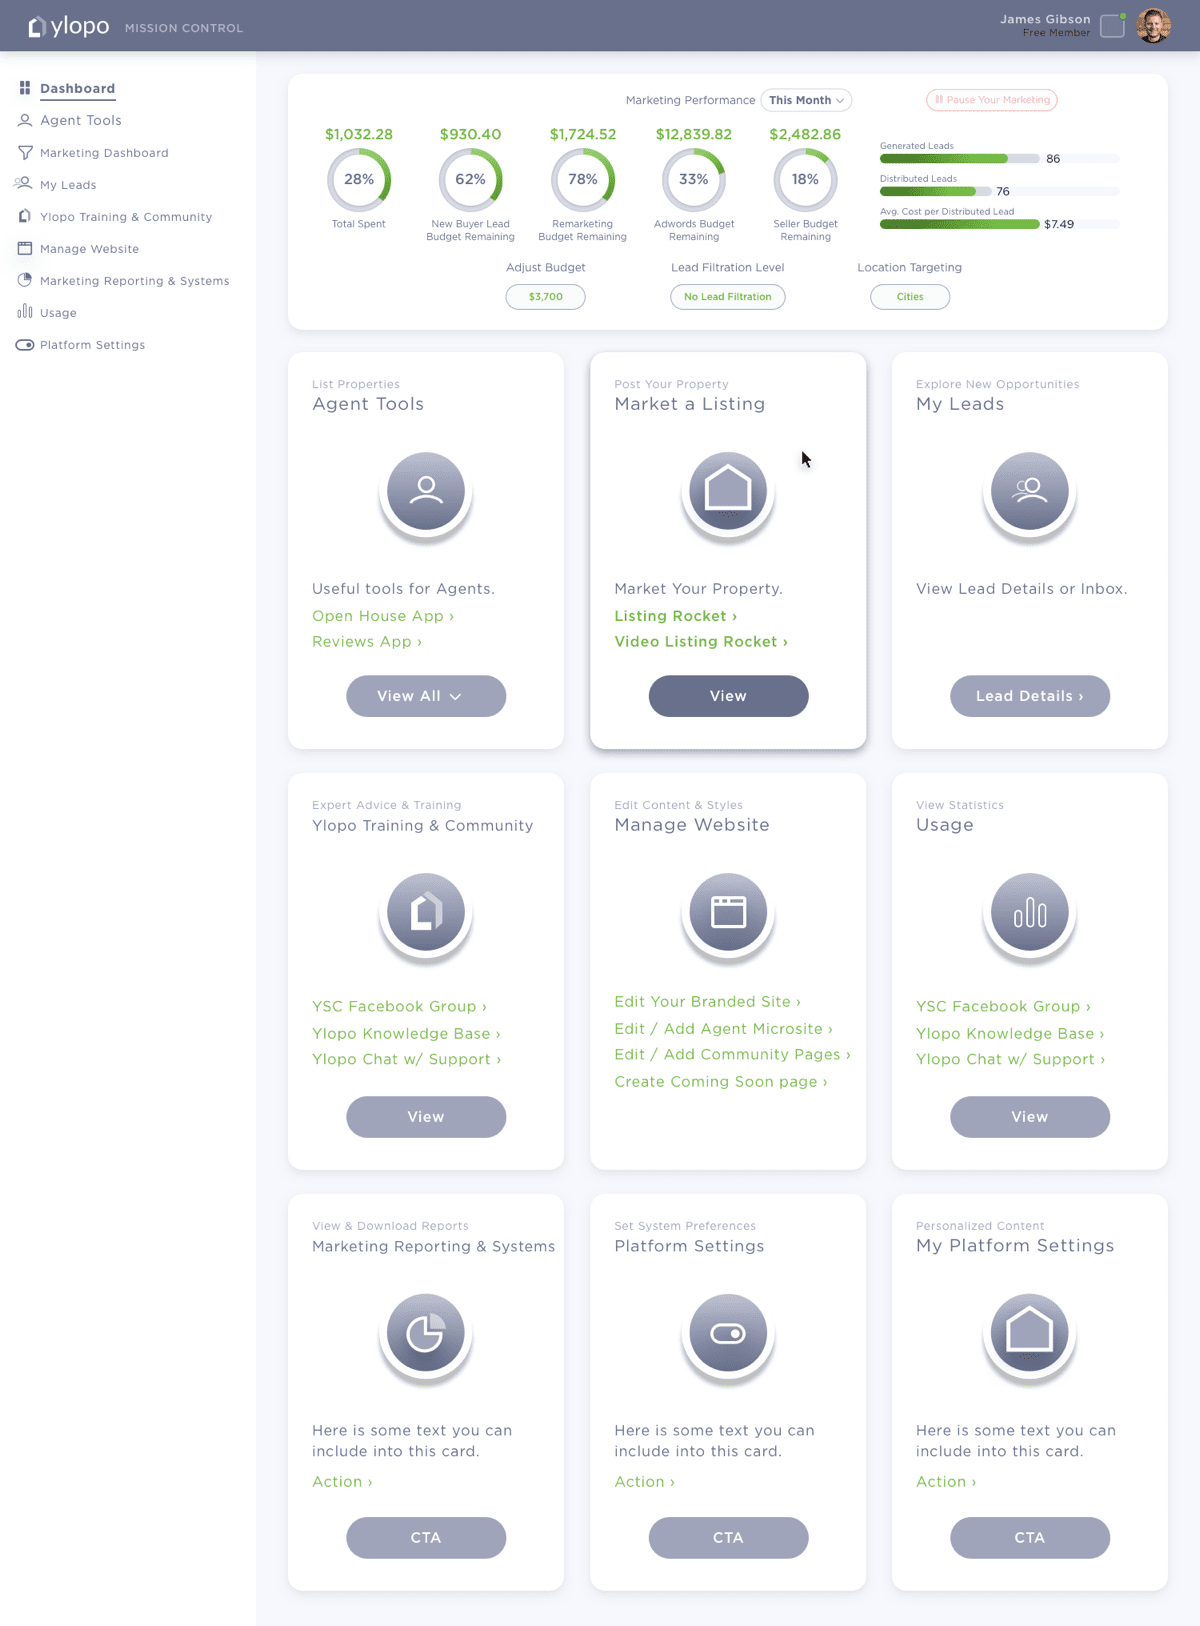 ylopo MISSION CONTROL
James Gibson
Free Member
Dashboard
Agent Tools
Marketing Dashboard
My Leads
Ylopo Training & Community
Manage Website
Marketing Reporting & Systems
Usage
Platform Settings
Marketing Performance This Month
Pause Your Marketing
$1,032.28 $930.40 $1,724.52 $12,839.82 $2,482.86
28% 62% 78% 33% 18%
Total Spent
New Buyer Lead
Budget Remaining
Remarketing
Budget Remaining
Adwords Budget
Remaining
Seller Budget
Remaining
Generated Leads
86
Distributed Leads
76
Avg. Cost per Distributed Lead
$7.49
Adjust Budget
$3,700
Lead Filtration Level
No Lead Filtration
Location Targeting
Cities
List Properties
Agent Tools
Useful tools for Agents.
Open House App ›
Reviews App ›
View All
Post Your Property
Market a Listing
Market Your Property.
Listing Rocket ›
Video Listing Rocket ›
View
Explore New Opportunities
My Leads
View Lead Details or Inbox.
Lead Details ›
Expert Advice & Training
Ylopo Training & Community
YSC Facebook Group ›
Ylopo Knowledge Base ›
Ylopo Chat w/ Support ›
View
Edit Content & Styles
Manage Website
Edit Your Branded Site ›
Edit / Add Agent Microsite ›
Edit / Add Community Pages ›
Create Coming Soon page ›
View Statistics
Usage
YSC Facebook Group ›
Ylopo Knowledge Base ›
Ylopo Chat w/ Support ›
View
View & Download Reports
Marketing Reporting & Systems
Here is some text you can
include into this card.
Action ›
CTA
Set System Preferences
Platform Settings
Here is some text you can
include into this card.
Action ›
CTA
Personalized Content
My Platform Settings
Here is some text you can
include into this card.
Action ›
CTA